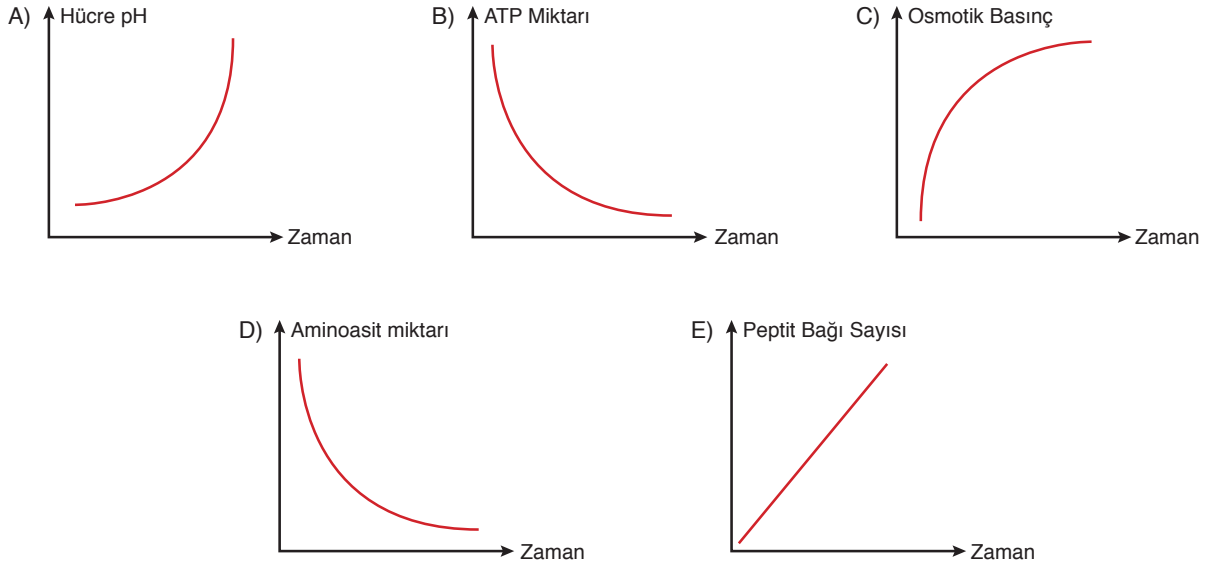 A) Hücre pH
Zaman
B) ATP Miktarı
Zaman
C) Osmotik Basınç
Zaman
D) Aminoasit miktarı
Zaman
E) Peptit Bağı Sayısı
Zaman